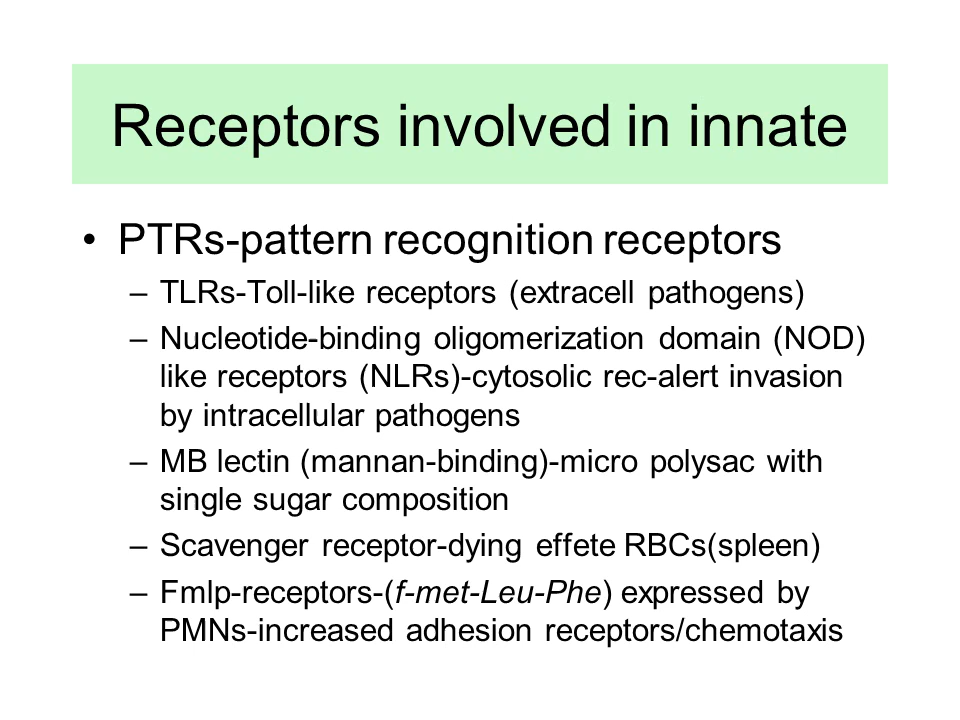 Receptors involved in innate
• PTRs-pattern recognition receptors
– TLRs-Toll-like receptors (extracell pathogens)
– Nucleotide-binding oligomerization domain (NOD)
like receptors (NLRs)-cytosolic rec-alert invasion
by intracellular pathogens
– MB lectin (mannan-binding)-micro polysac with
single sugar composition
– Scavenger receptor-dying effete RBCs(spleen)
– Fmlp-receptors-(f-met-Leu-Phe) expressed by
PMNs-increased adhesion receptors/chemotaxis